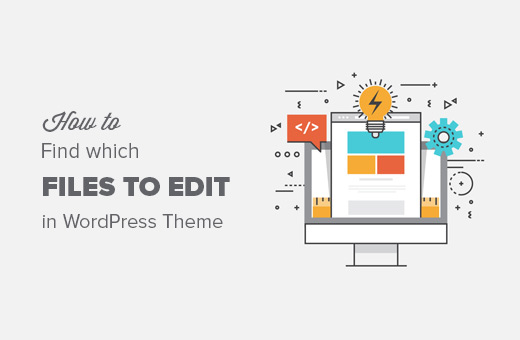 How to
Find which
FILES TO EDIT
in WordPress Theme
</>